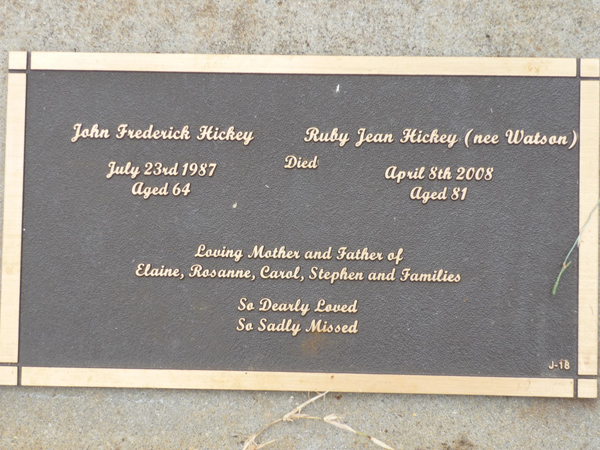 John Frederick Hickey Ruby Jean Hickey (nee Watson)
Died
July 23rd 1987 April 8th 2008
Aged 64 Aged 81
Loving Mother and Father of
Elaine, Rosanne, Carol, Stephen and Families
So Dearly Loved
So Sadly Missed
J-18